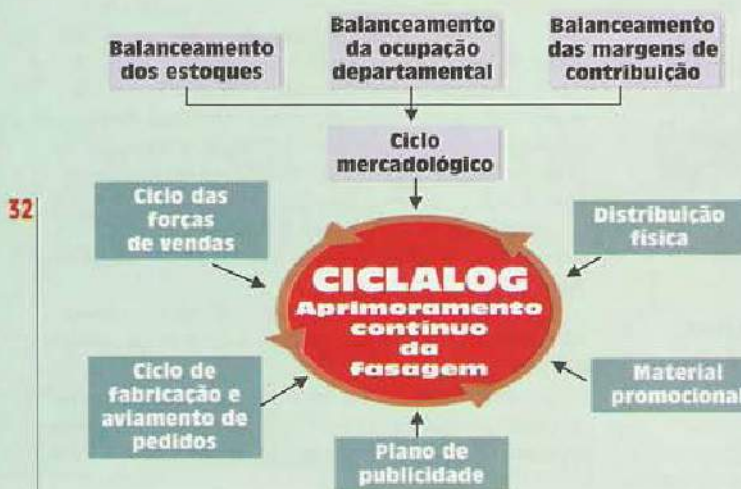 Balanceamento
dos estoques
Balanceamento
da ocupação
departamental
Balanceamento
das margens de
contribuição
Ciclo
mercadológico
32
Ciclo das
forças
de vendas
Distribuição
física
CICLALOG
Aprimoramento
contínuo
da
fasagem
Ciclo de
fabricação e
aviamento de
pedidos
Material
promocional
Plano de
publicidade